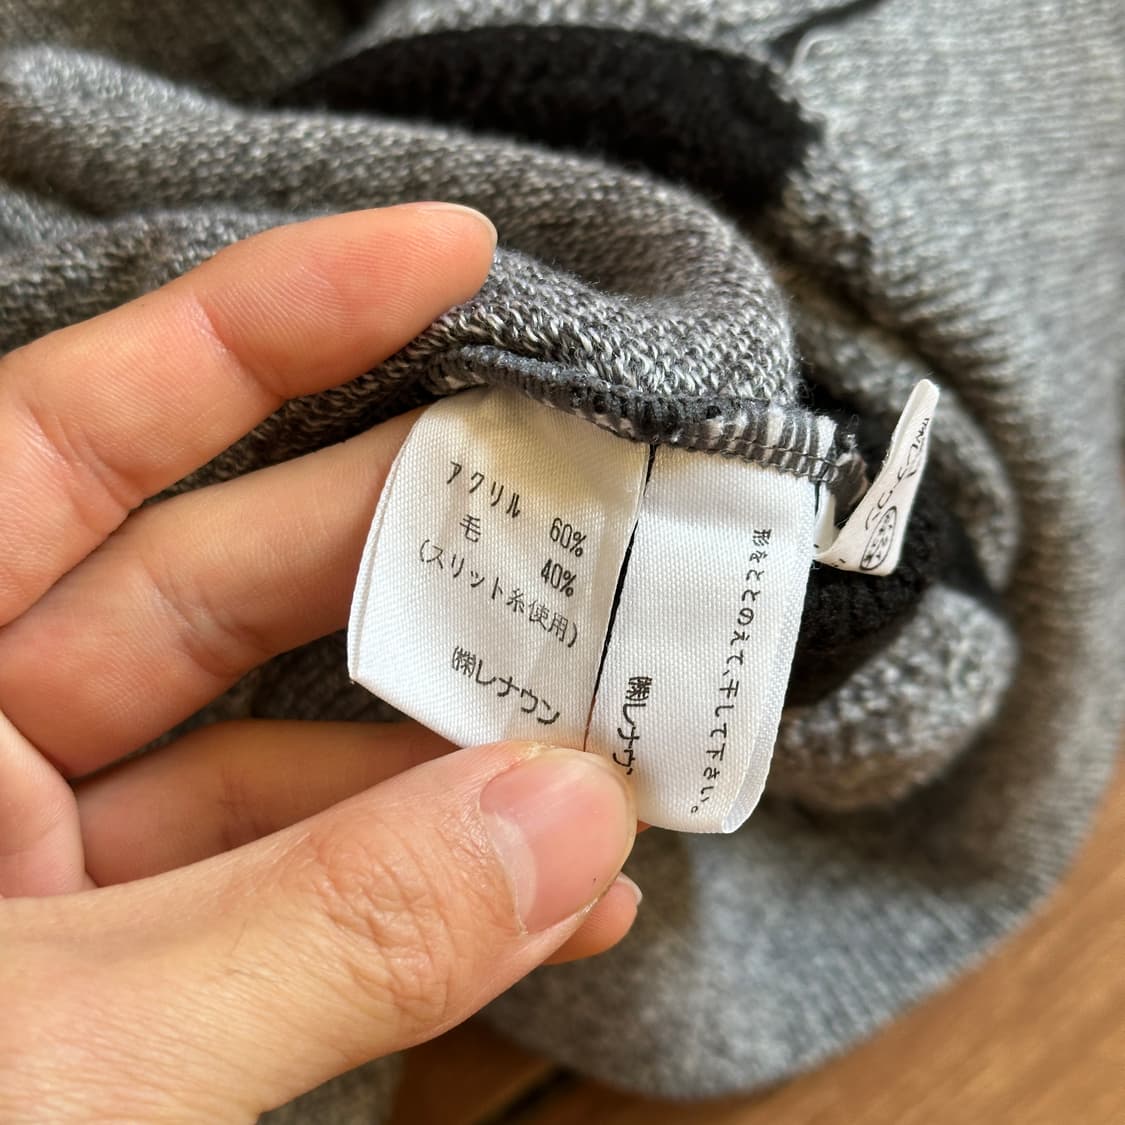 アクリル 60%
毛 40%
(スリット糸使用)
㈱レナウン
形をととのえて、干して下さい。
㈱レナウ